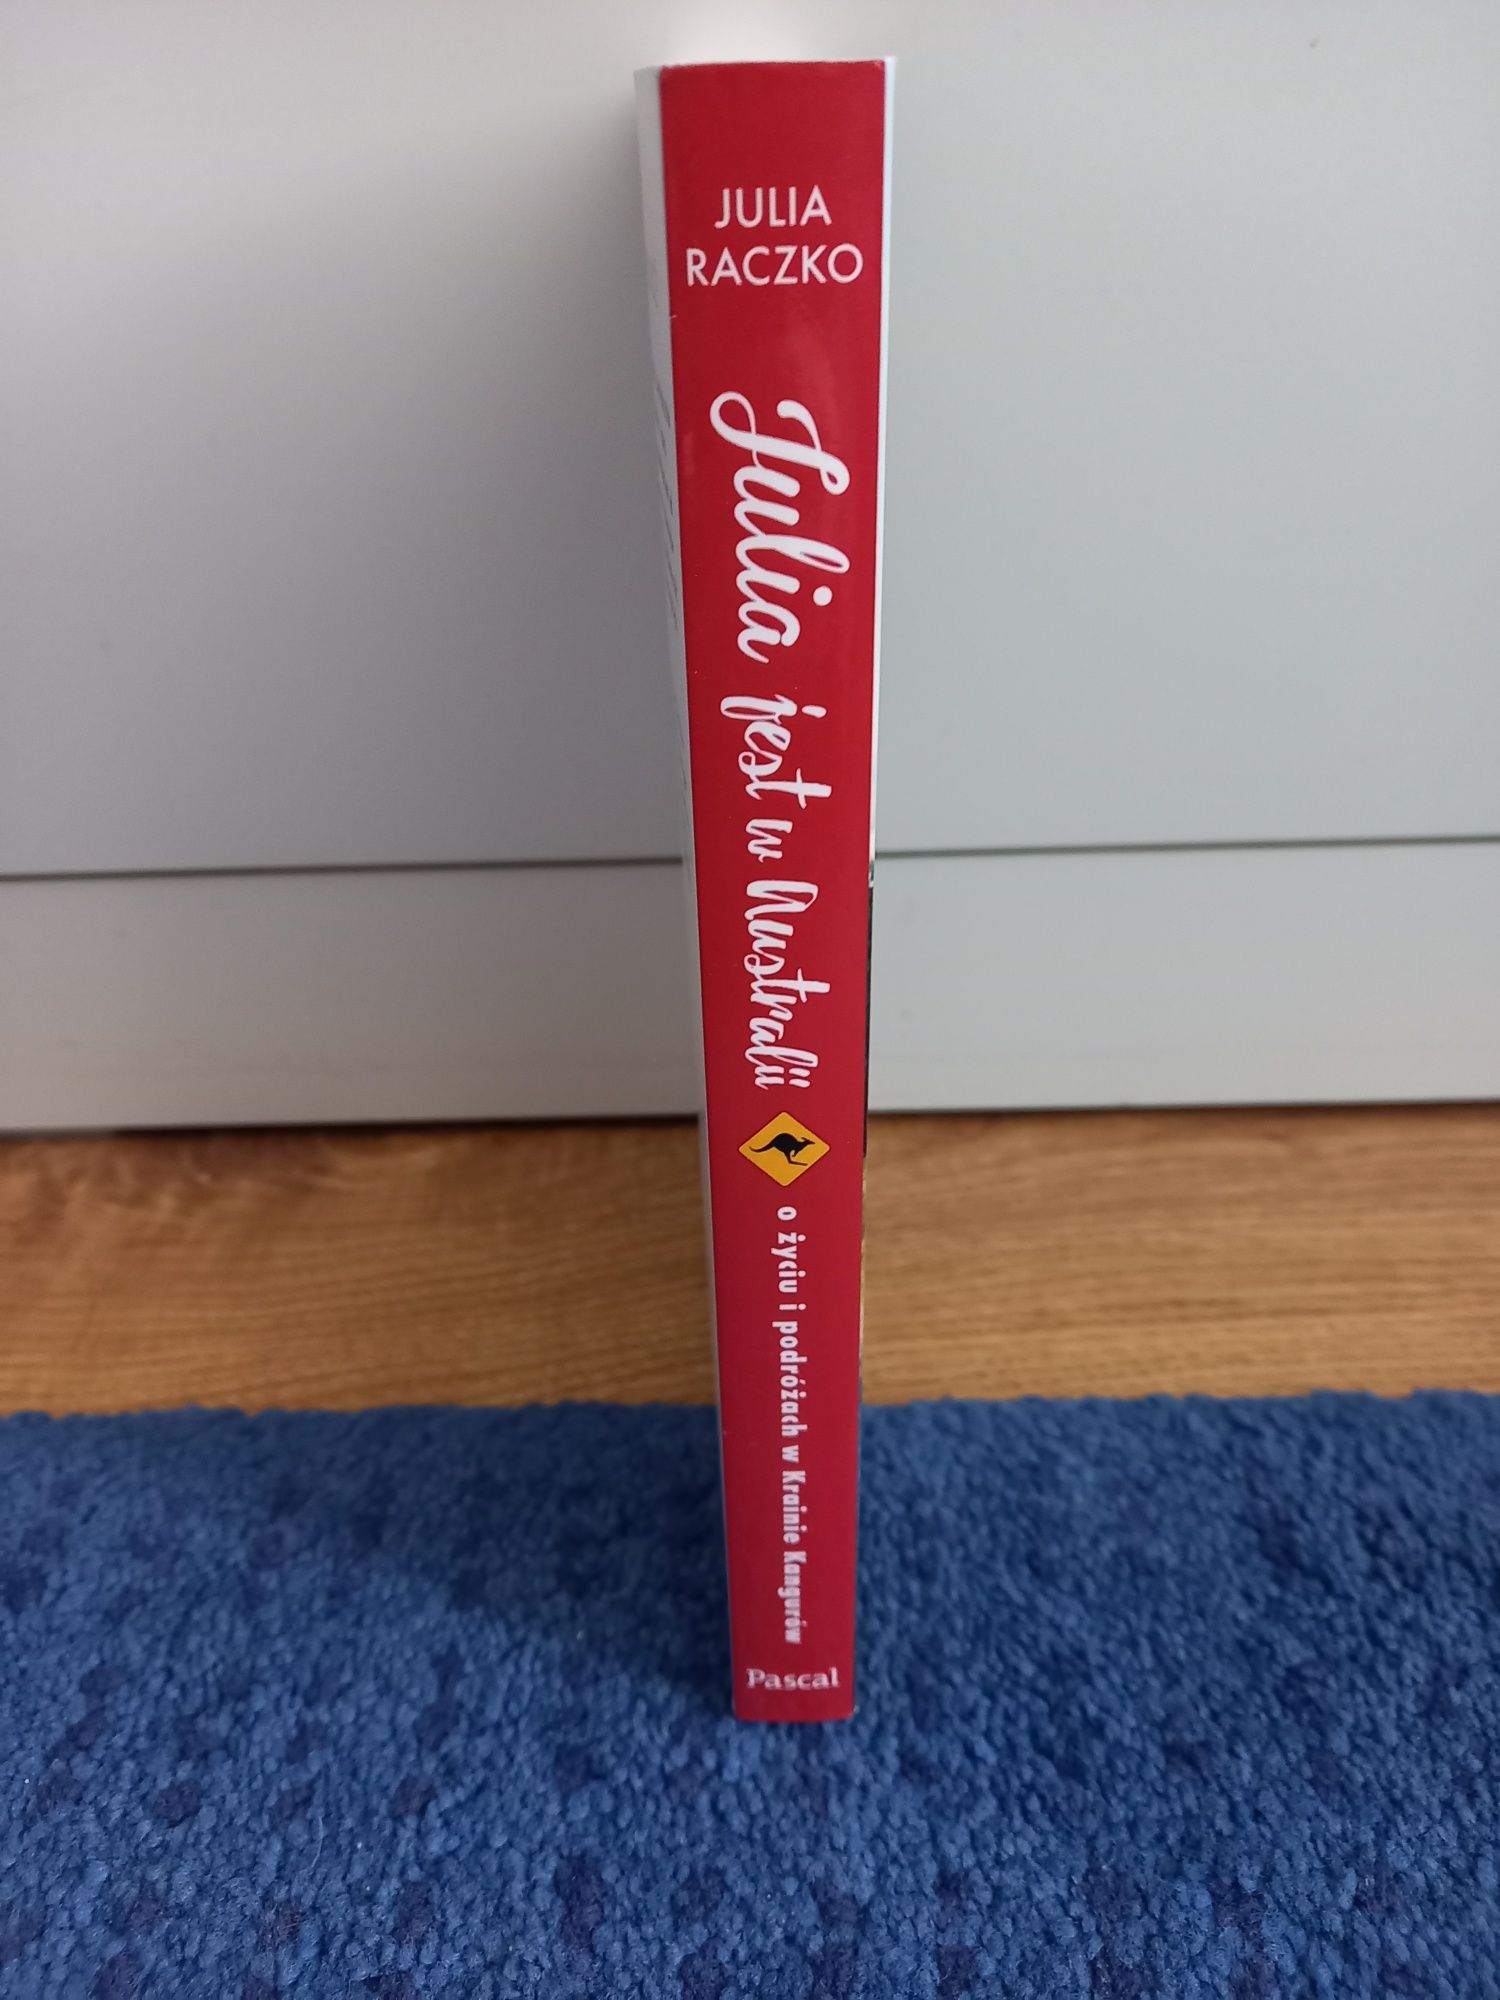 JULIA
RACZKO
Julia jest w Australii
o życiu i podróżach w Krainie Kangurów
Pascal